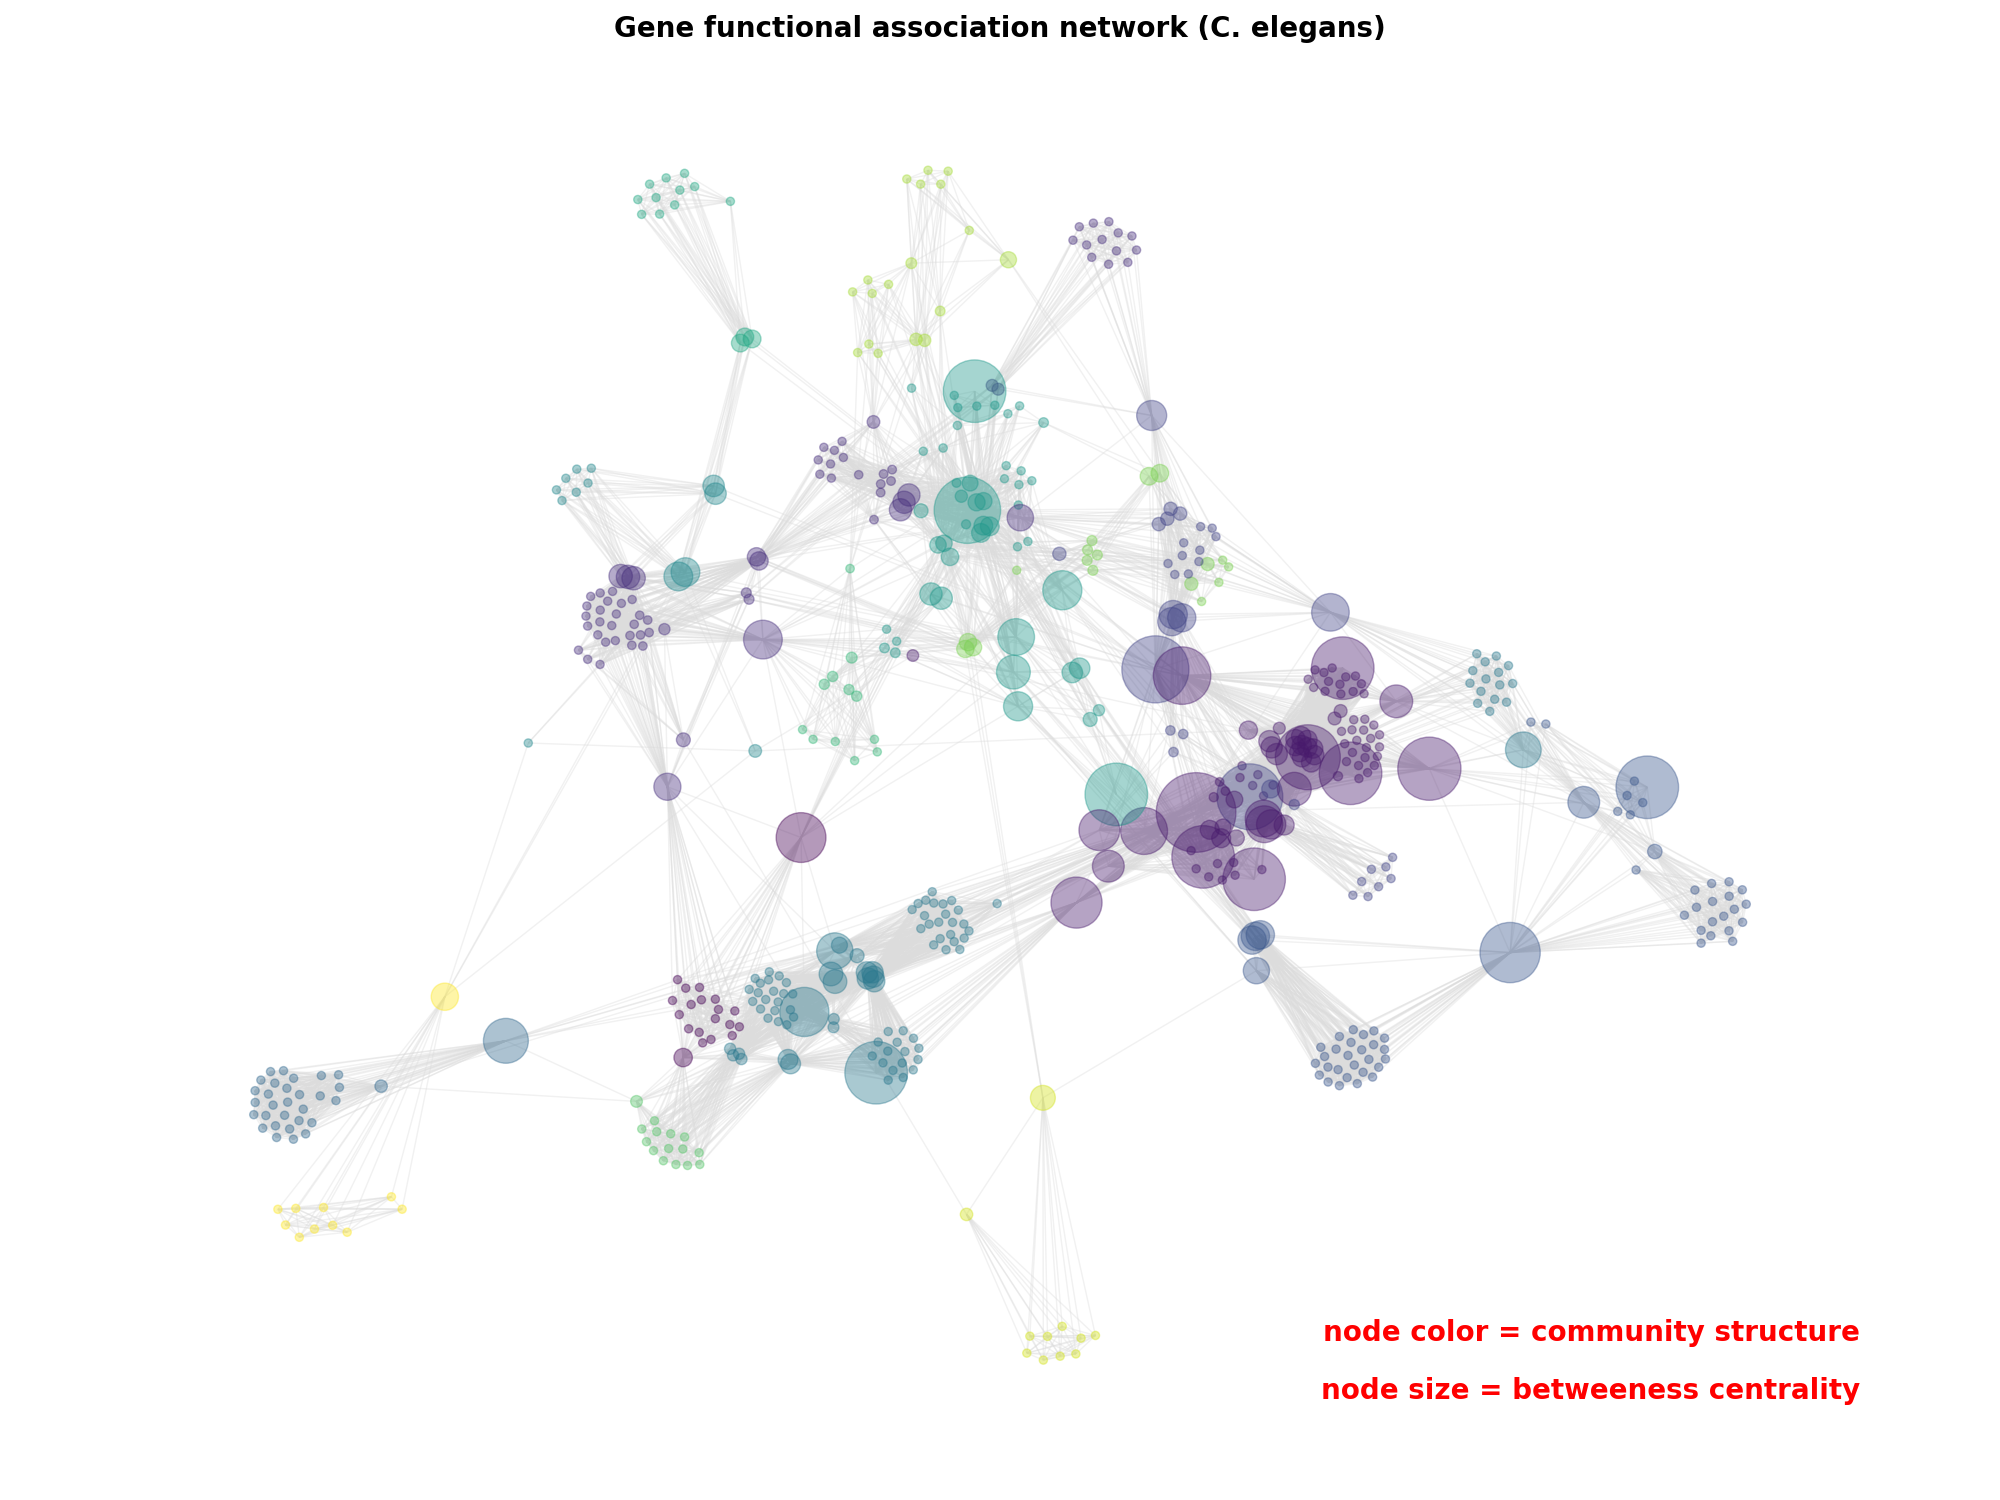 Gene functional association network (C. elegans)
node color = community structure
node size = betweeness centrality